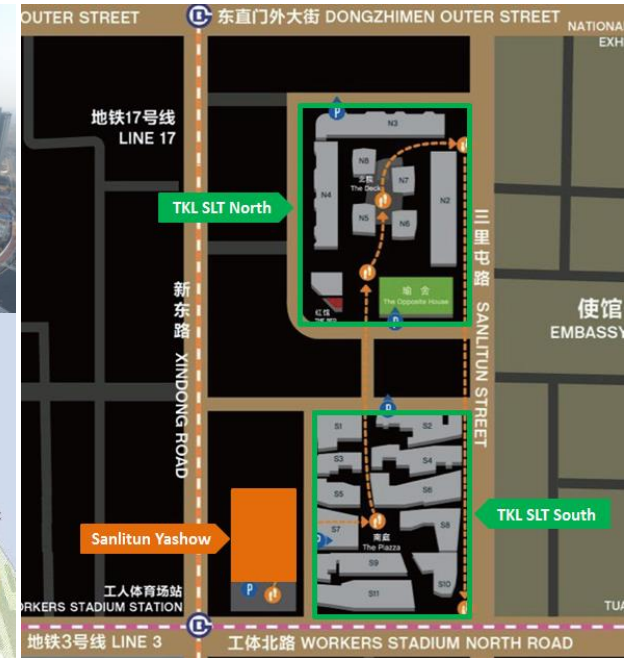 OUTER STREET
东直门外大街 DONGZHIMEN OUTER STREET
NATIONAL
EXH
地铁17号线
LINE 17
P
N3
N8
北庭
The Deck
N7
N4
N2
N5
N6
TKL SLT North
三里屯路 SANLITUN STREET
瑜舍
The Opposite House
红馆
THE RED
P
新东路 XINDONG ROAD
使馆
EMBASSY
P
S1
S2
S3
S4
S5
S6
S7
S8
南庭
The Piazza
P
S9
S10
S11
TKL SLT South
Sanlitun Yashow
P
工人体育场站
ORKERS STADIUM STATION
TUA
地铁3号线 LINE 3
工体北路 WORKERS STADIUM NORTH ROAD